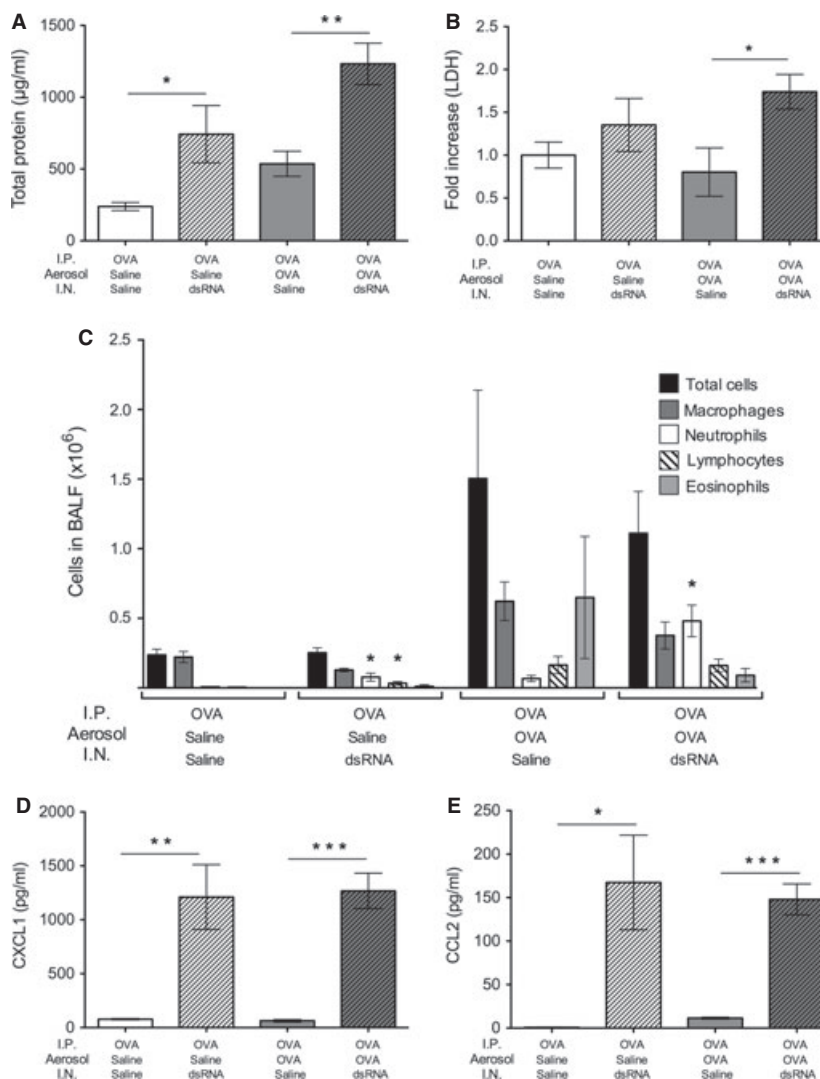 A
Total protein (µg/ml)
1500
1000
500
0
*
* *
I.P. OVA OVA OVA OVA
Aerosol Saline Saline OVA OVA
I.N. Saline dsRNA Saline dsRNA
B
Fold increase (LDH)
2.5
2.0
1.5
1.0
0.5
0.0
*
I.P. OVA OVA OVA OVA
Aerosol Saline Saline OVA OVA
I.N. Saline dsRNA Saline dsRNA
C
Cells in BALF (x10⁶)
2.5
2.0
1.5
1.0
0.5
Total cells
Macrophages
Neutrophils
Lymphocytes
Eosinophils
* *
*
I.P. OVA OVA OVA OVA
Aerosol Saline Saline OVA OVA
I.N. Saline dsRNA Saline dsRNA
D
CXCL1 (pg/ml)
2000
1500
1000
500
0
* *
* * *
I.P. OVA OVA OVA OVA
Aerosol Saline Saline OVA OVA
I.N. Saline dsRNA Saline dsRNA
E
CCL2 (pg/ml)
250
200
150
100
50
0
*
* * *
I.P. OVA OVA OVA OVA
Aerosol Saline Saline OVA OVA
I.N. Saline dsRNA Saline dsRNA